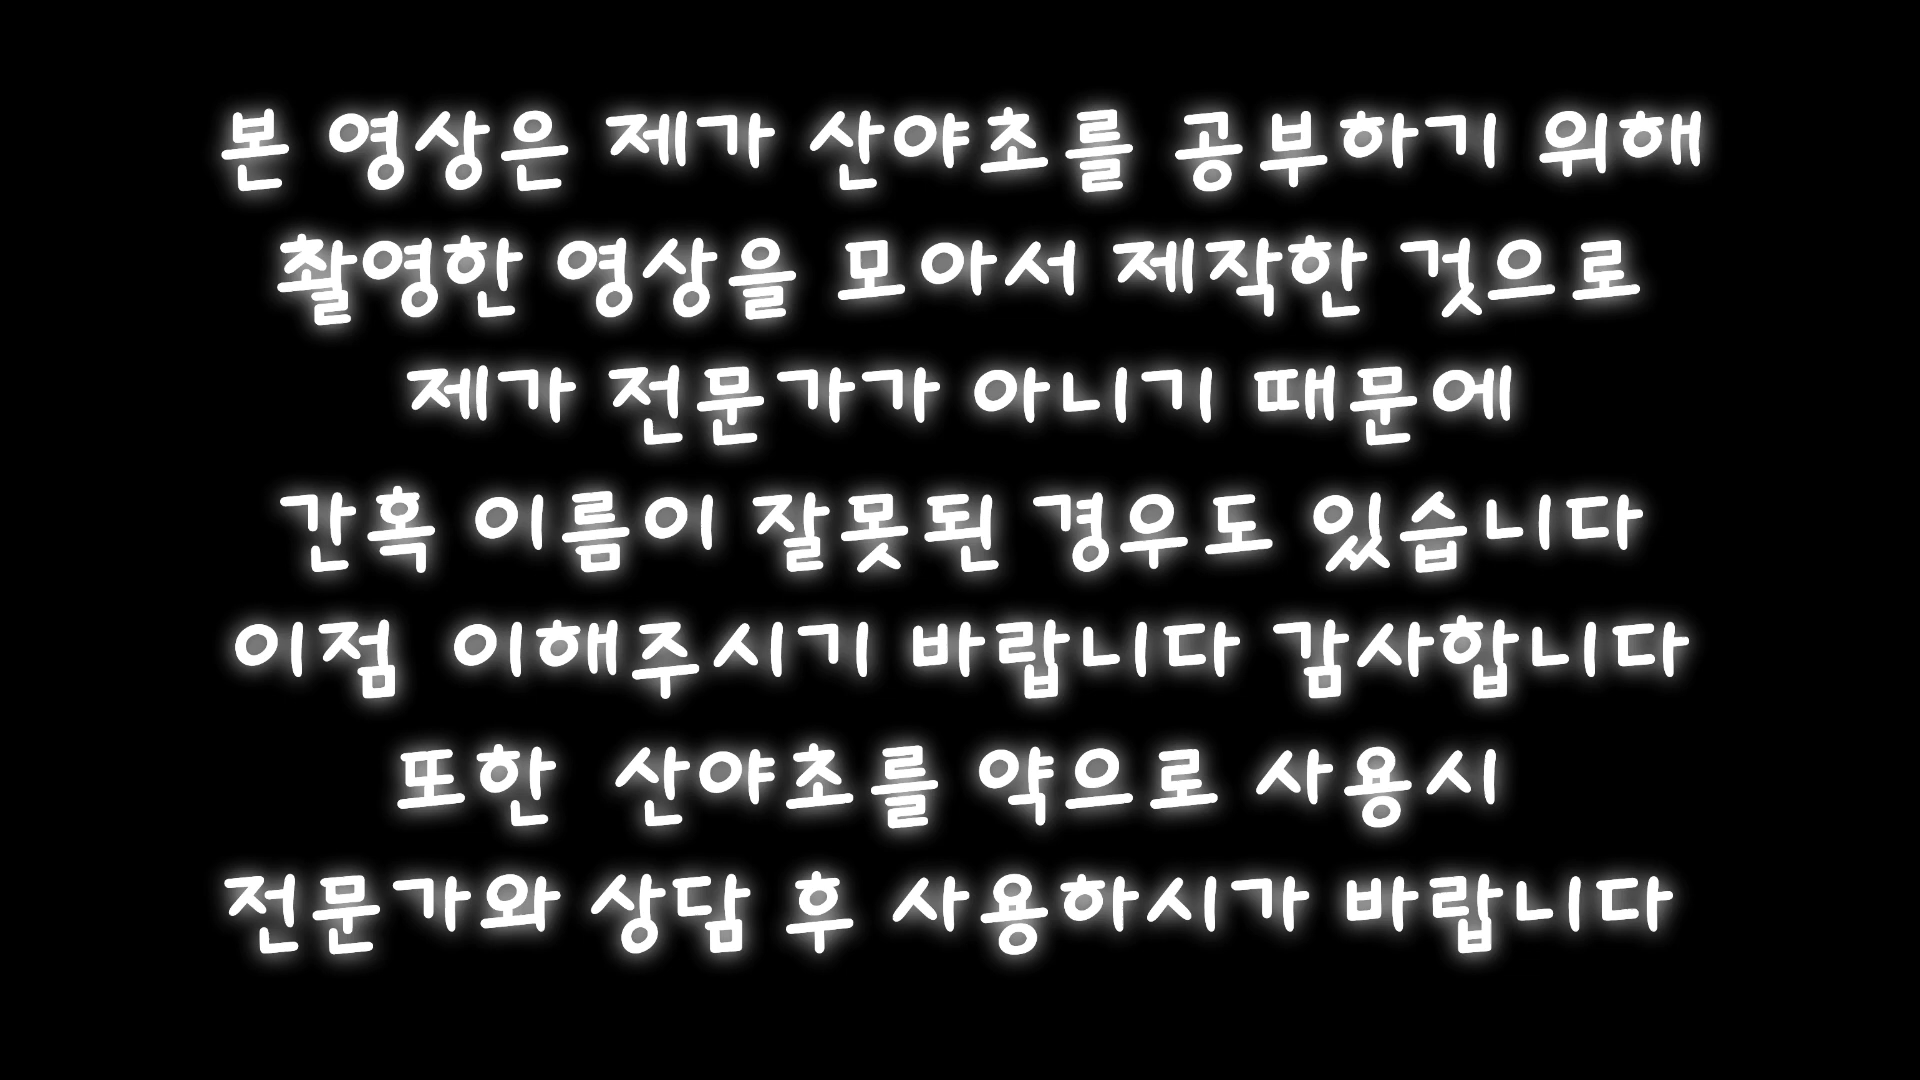 본 영상은 제가 산야초를 공부하기 위해
촬영한 영상을 모아서 제작한 것으로
제가 전문가가 아니기 때문에
간혹 이름이 잘못된 경우도 있습니다
이점 이해주시기 바랍니다 감사합니다
또한 산야초를 약으로 사용시
전문가와 상담 후 사용하시가 바랍니다